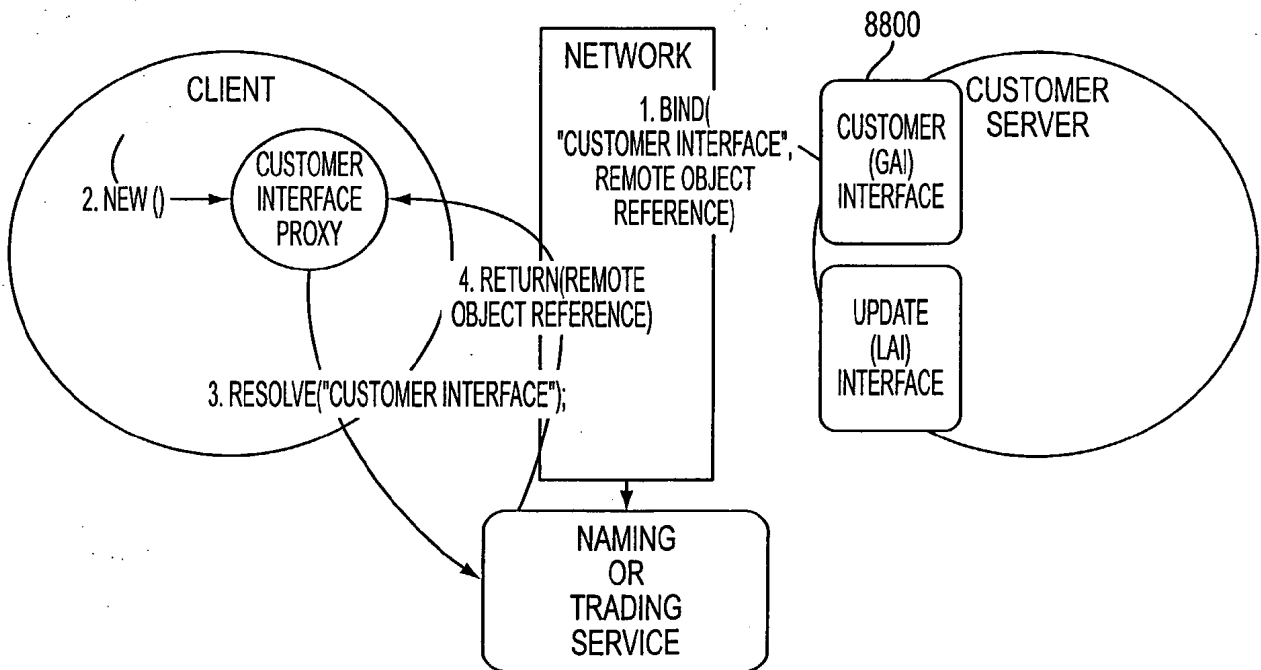 8800
NETWORK
CLIENT
CUSTOMER
SERVER
1. BIND(
"CUSTOMER INTERFACE",
REMOTE OBJECT
REFERENCE)
CUSTOMER
(GAI)
INTERFACE
2. NEW ()
CUSTOMER
INTERFACE
PROXY
4. RETURN(REMOTE
OBJECT REFERENCE)
UPDATE
(LAI)
INTERFACE
3. RESOLVE("CUSTOMER INTERFACE");
NAMING
OR
TRADING
SERVICE